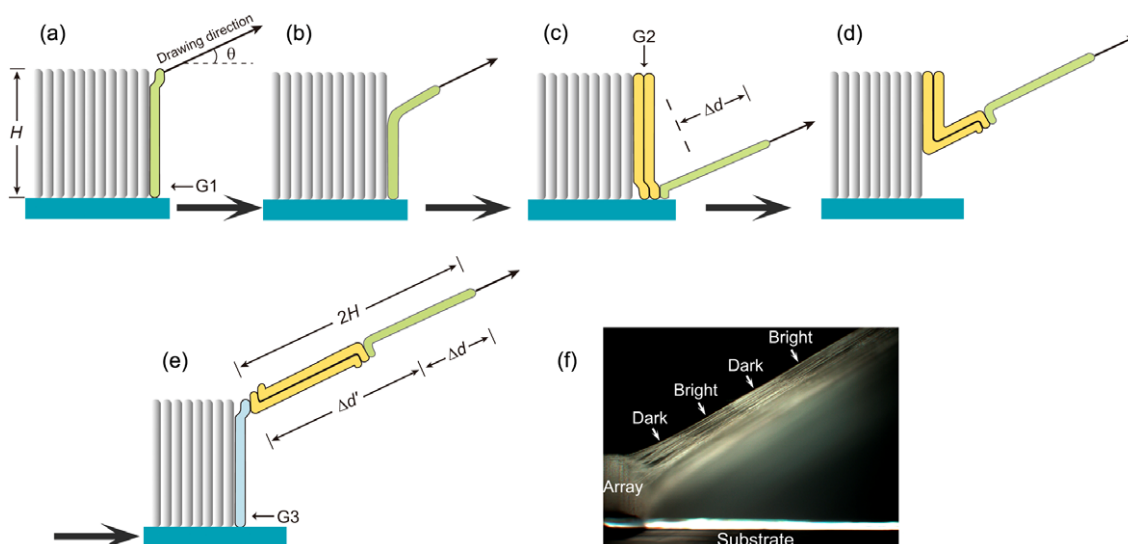 (a)
Drawing direction
θ
H
←G1
(b)
(c)
G2
Δd
(d)
(e)
2H
Δd
Δd'
←G3
(f)
Bright
Dark
Bright
Dark
Array
Substrate